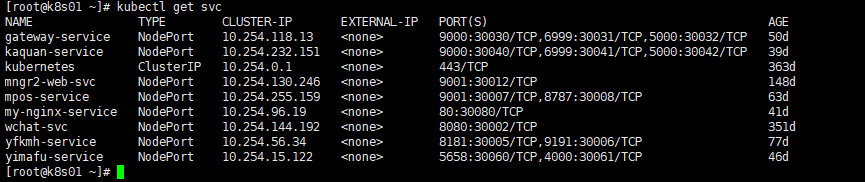 [root@k8s01 ~]# kubectl get svc
NAME TYPE CLUSTER-IP EXTERNAL-IP PORT(S) AGE
gateway-service NodePort 10.254.118.13 <none> 9000:30030/TCP,6999:30031/TCP,5000:30032/TCP 50d
kaquan-service NodePort 10.254.232.151 <none> 9000:30040/TCP,6999:30041/TCP,5000:30042/TCP 39d
kubernetes ClusterIP 10.254.0.1 <none> 443/TCP 363d
mngr2-web-svc NodePort 10.254.130.246 <none> 9001:30012/TCP 148d
mpos-service NodePort 10.254.255.159 <none> 9001:30007/TCP,8787:30008/TCP 63d
my-nginx-service NodePort 10.254.96.19 <none> 80:30080/TCP 41d
wchat-svc NodePort 10.254.144.192 <none> 8080:30002/TCP 351d
yfkmh-service NodePort 10.254.56.34 <none> 8181:30005/TCP,9191:30006/TCP 77d
yimafu-service NodePort 10.254.15.122 <none> 5658:30060/TCP,4000:30061/TCP 46d
[root@k8s01 ~]#